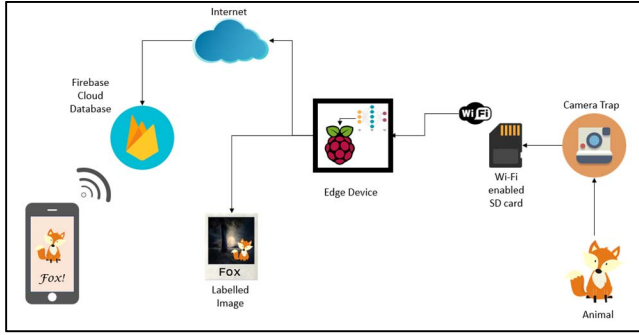 Internet
Firebase
Cloud
Database
Wi Fi
Camera Trap
Edge Device
Wi-Fi
enabled
SD card
Fox!
Fox
Labelled
Image
Animal